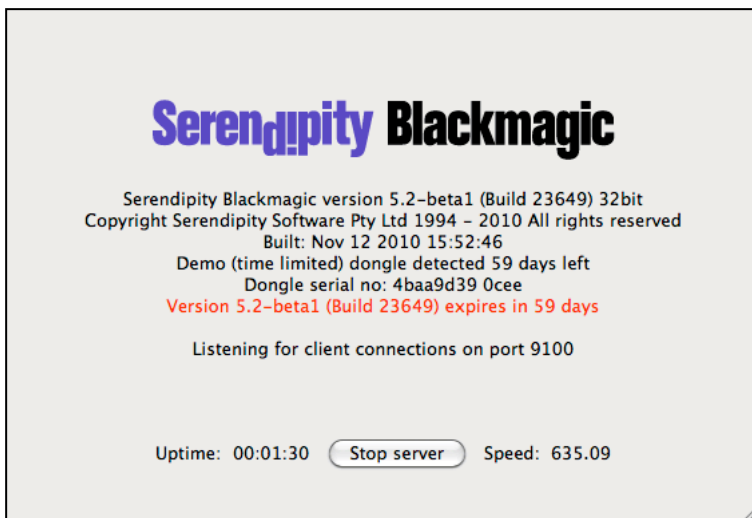 Serendipity Blackmagic
Serendipity Blackmagic version 5.2-beta1 (Build 23649) 32bit
Copyright Serendipity Software Pty Ltd 1994 - 2010 All rights reserved
Built: Nov 12 2010 15:52:46
Demo (time limited) dongle detected 59 days left
Dongle serial no: 4baa9d39 0cee
Version 5.2-beta1 (Build 23649) expires in 59 days
Listening for client connections on port 9100
Uptime: 00:01:30 Stop server Speed: 635.09